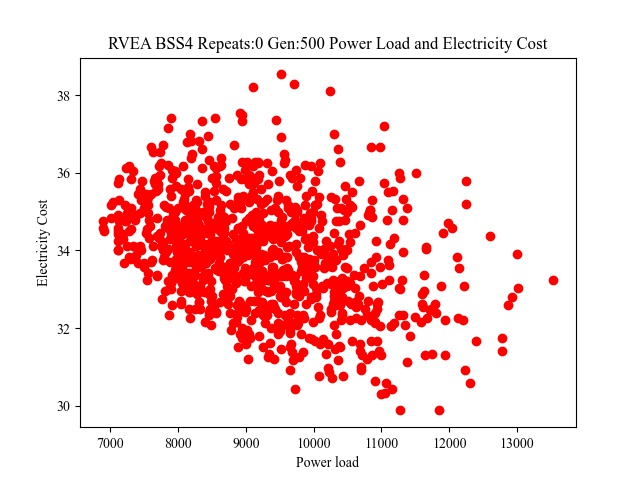 RVEA BSS4 Repeats:0 Gen:500 Power Load and Electricity Cost
38
36
34
32
30
Electricity Cost
7000 8000 9000 10000 11000 12000 13000
Power load